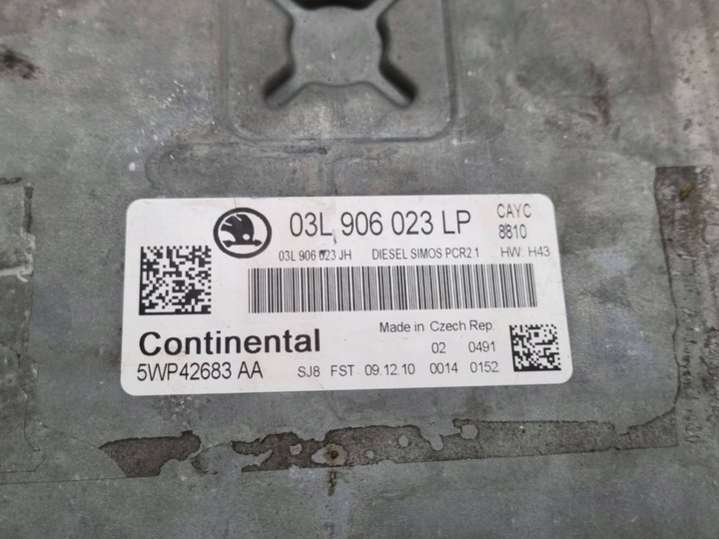 03L 906 023 LP CAYC
8810
03L 906 023 JH DIESEL SIMOS PCR2 1 HW: H43
Made in Czech Rep.
Continental 02 0491
5WP42683 AA SJ8 FST 09.12.10 0014 0152